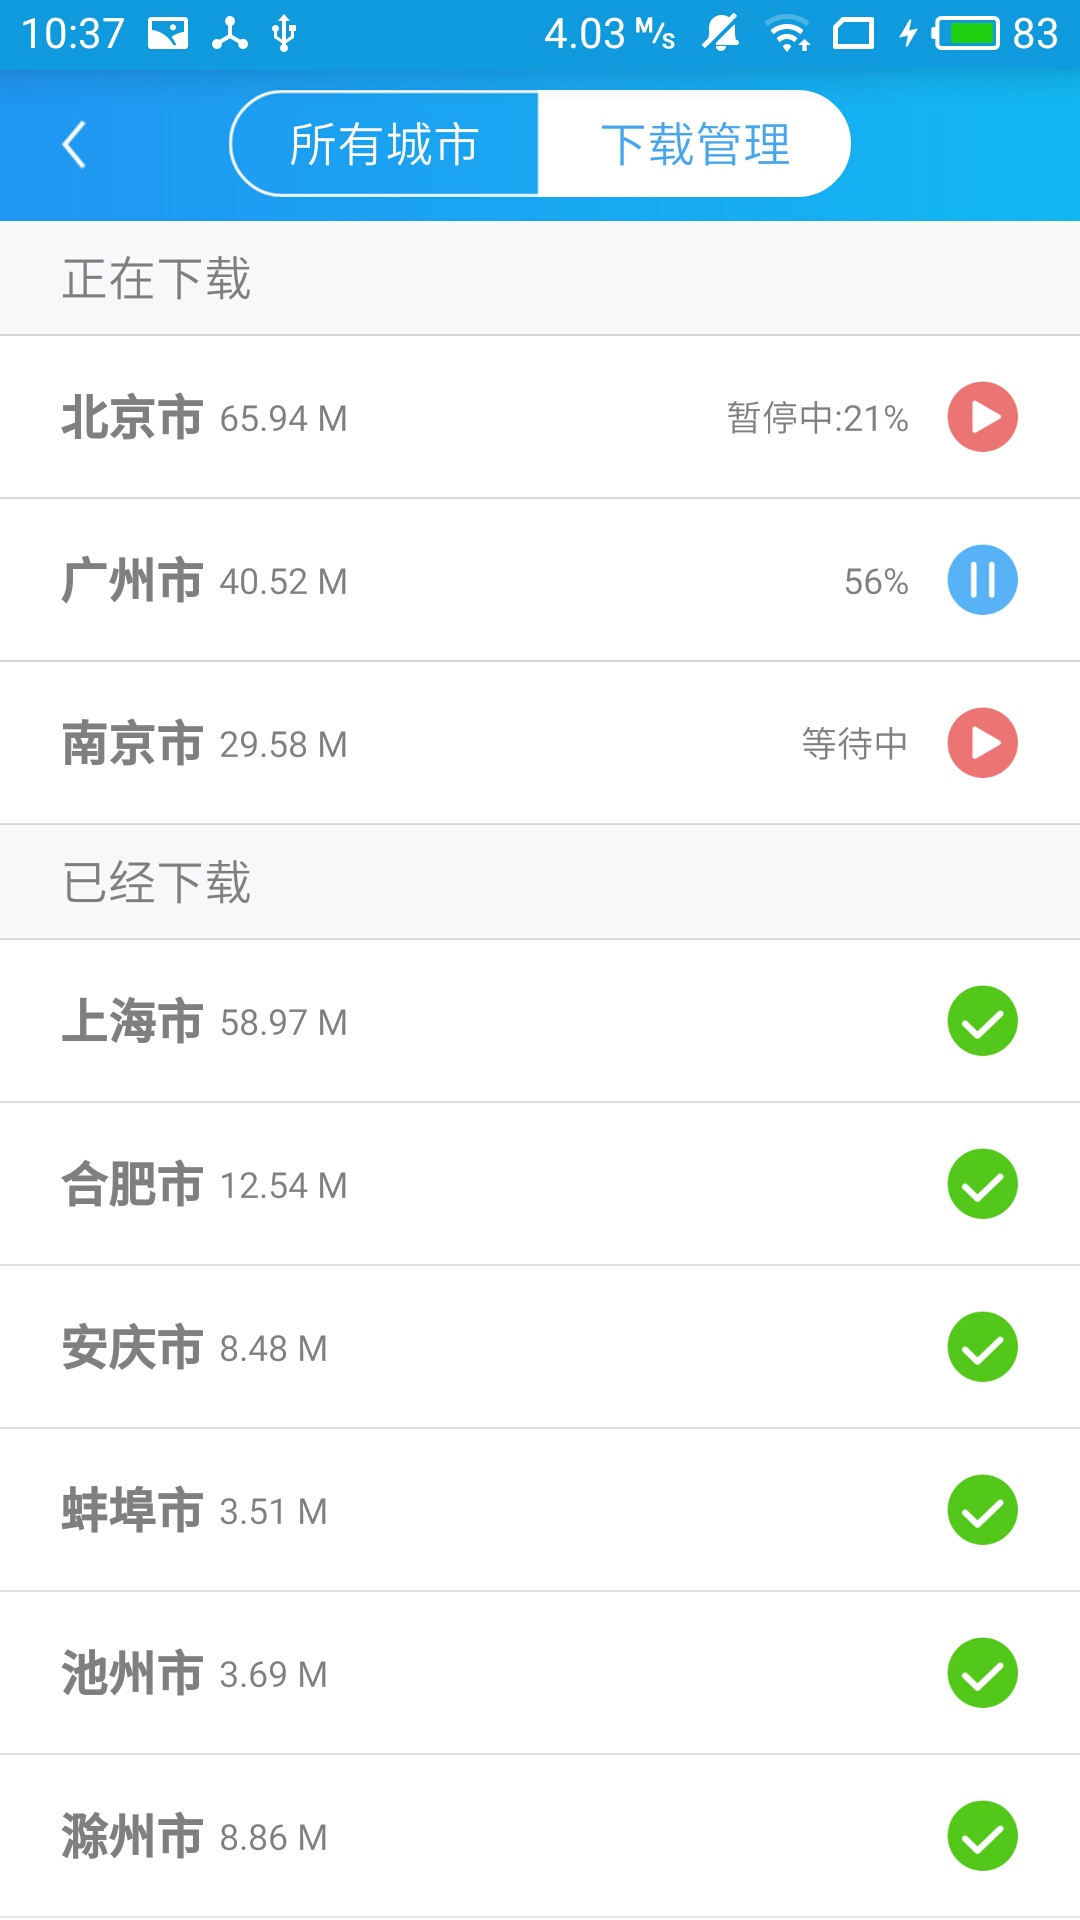 10:37 4.03 M/s 83
所有城市 下载管理
正在下载
北京市 65.94 M 暂停中:21%
广州市 40.52 M 56%
南京市 29.58 M 等待中
已经下载
上海市 58.97 M
合肥市 12.54 M
安庆市 8.48 M
蚌埠市 3.51 M
池州市 3.69 M
滁州市 8.86 M